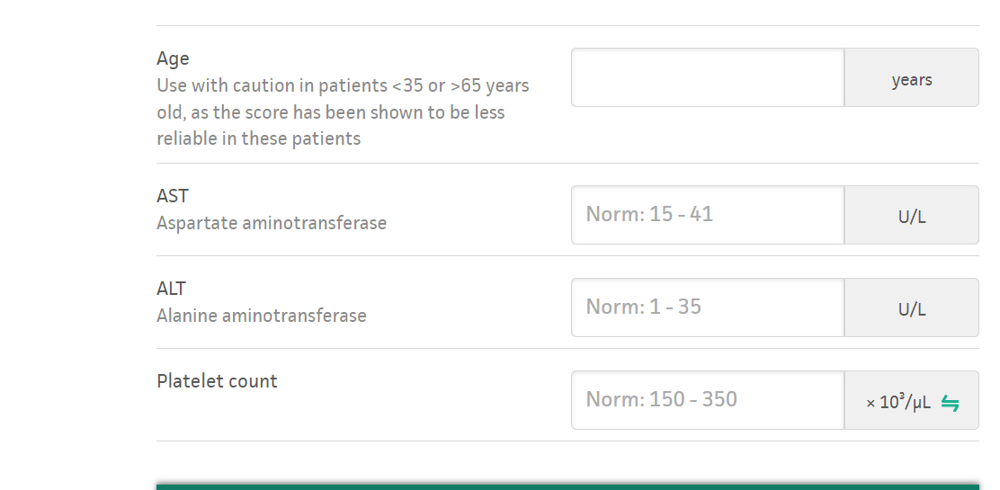 Age
Use with caution in patients <35 or >65 years
old, as the score has been shown to be less
reliable in these patients
years
AST
Aspartate aminotransferase
Norm: 15 - 41
U/L
ALT
Alanine aminotransferase
Norm: 1 - 35
U/L
Platelet count
Norm: 150 - 350
× 10³/µL ⇋